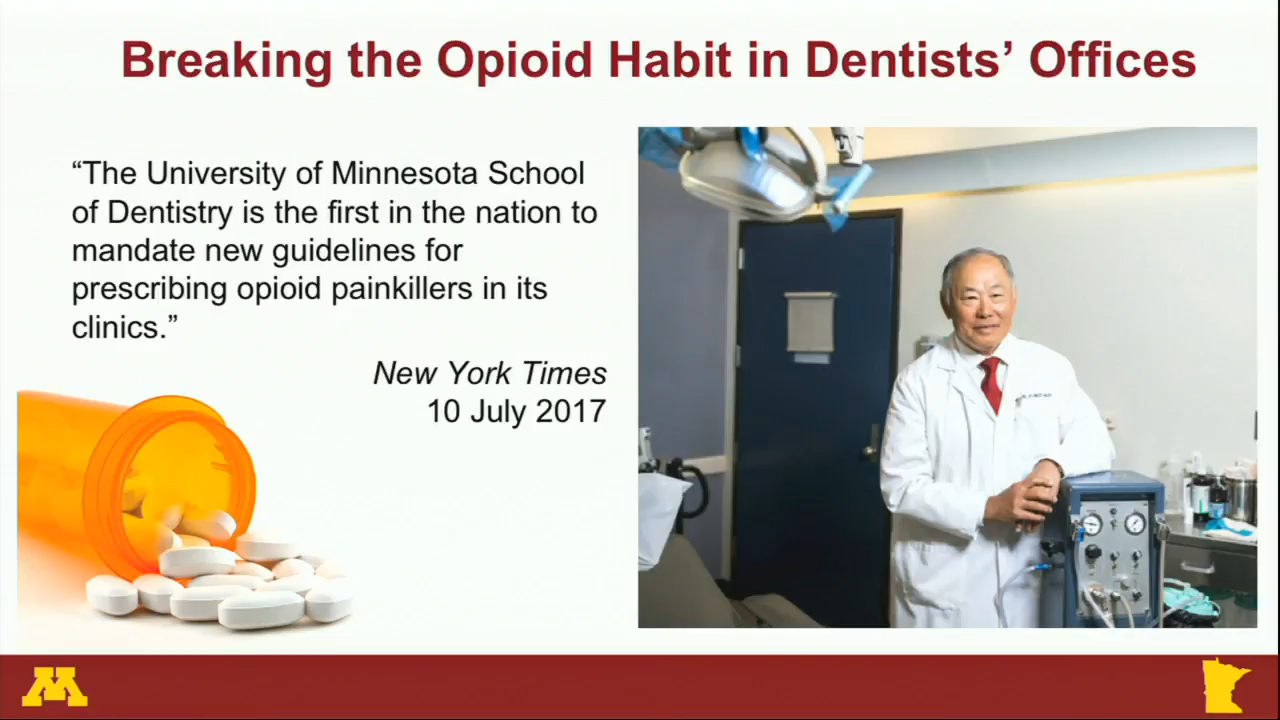 Breaking the Opioid Habit in Dentists’ Offices
“The University of Minnesota School
of Dentistry is the first in the nation to
mandate new guidelines for
prescribing opioid painkillers in its
clinics.”
New York Times
10 July 2017
M